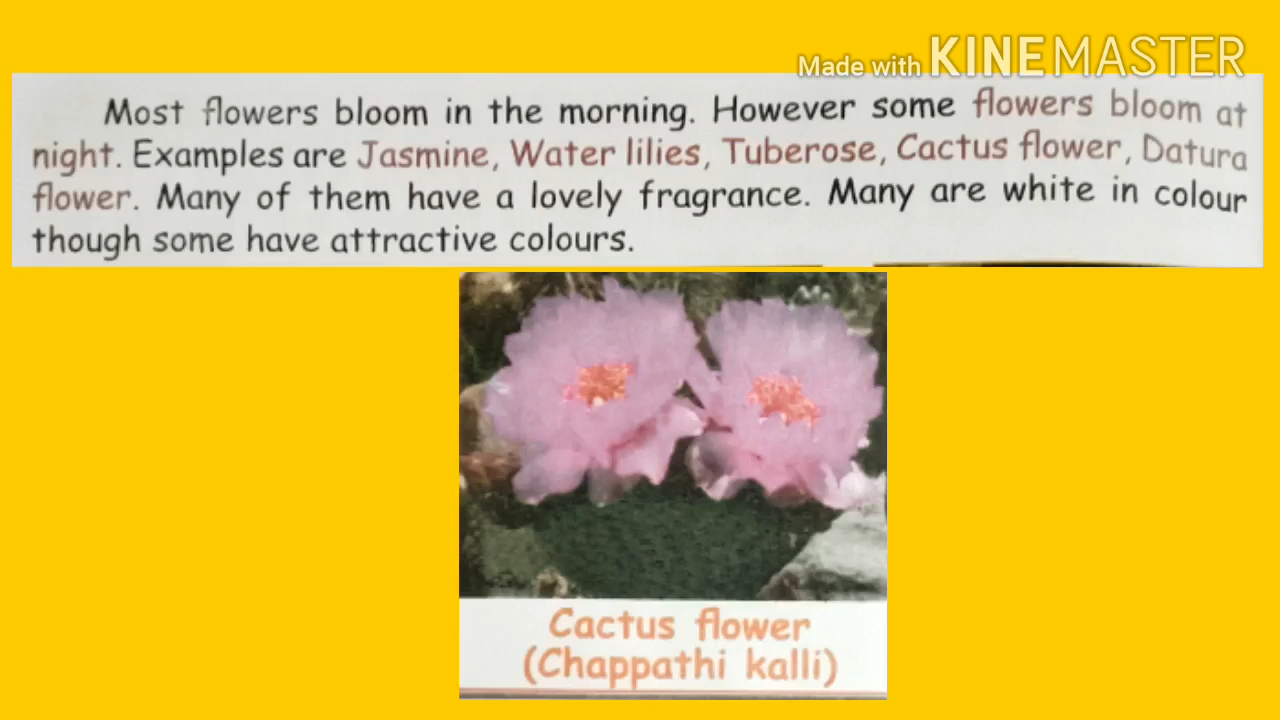 Made with KINEMASTER
Most flowers bloom in the morning. However some flowers bloom at
night. Examples are Jasmine, Water lilies, Tuberose, Cactus flower, Datura
flower. Many of them have a lovely fragrance. Many are white in colour
though some have attractive colours.
Cactus flower
(Chappathi kalli)